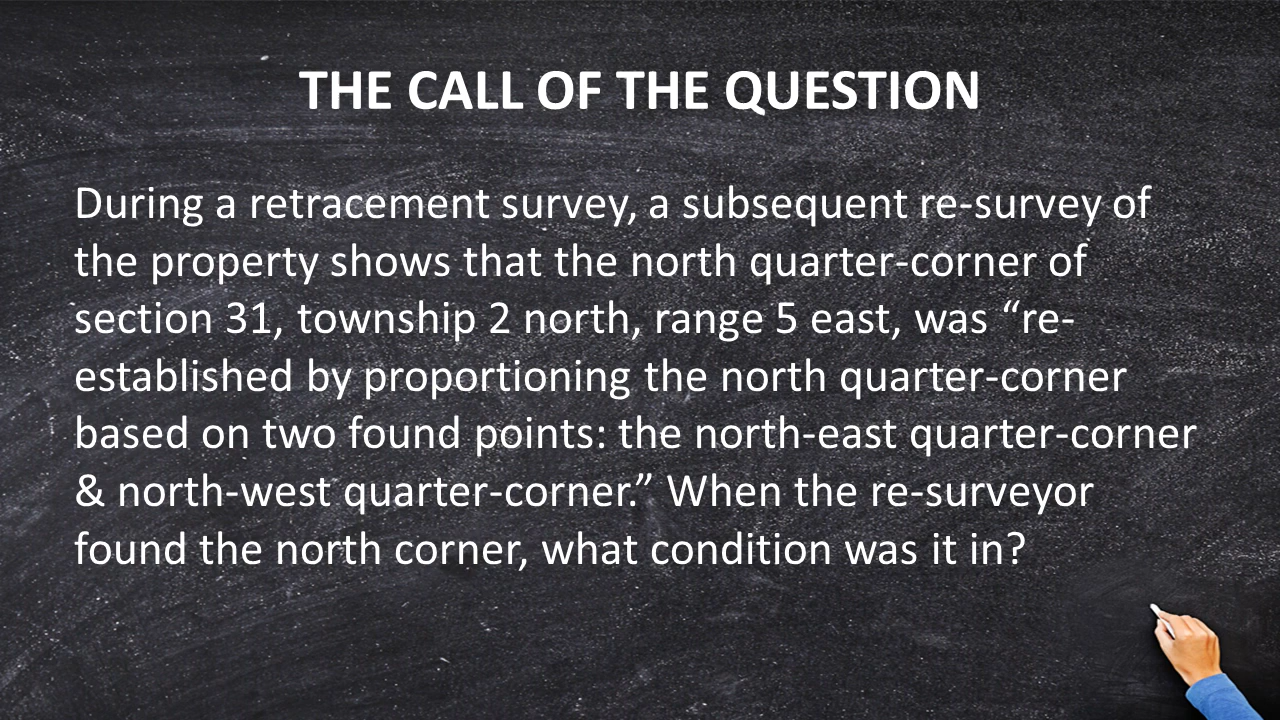 THE CALL OF THE QUESTION
During a retracement survey, a subsequent re-survey of
the property shows that the north quarter-corner of
section 31, township 2 north, range 5 east, was “re-
established by proportioning the north quarter-corner
based on two found points: the north-east quarter-corner
& north-west quarter-corner.” When the re-surveyor
found the north corner, what condition was it in?